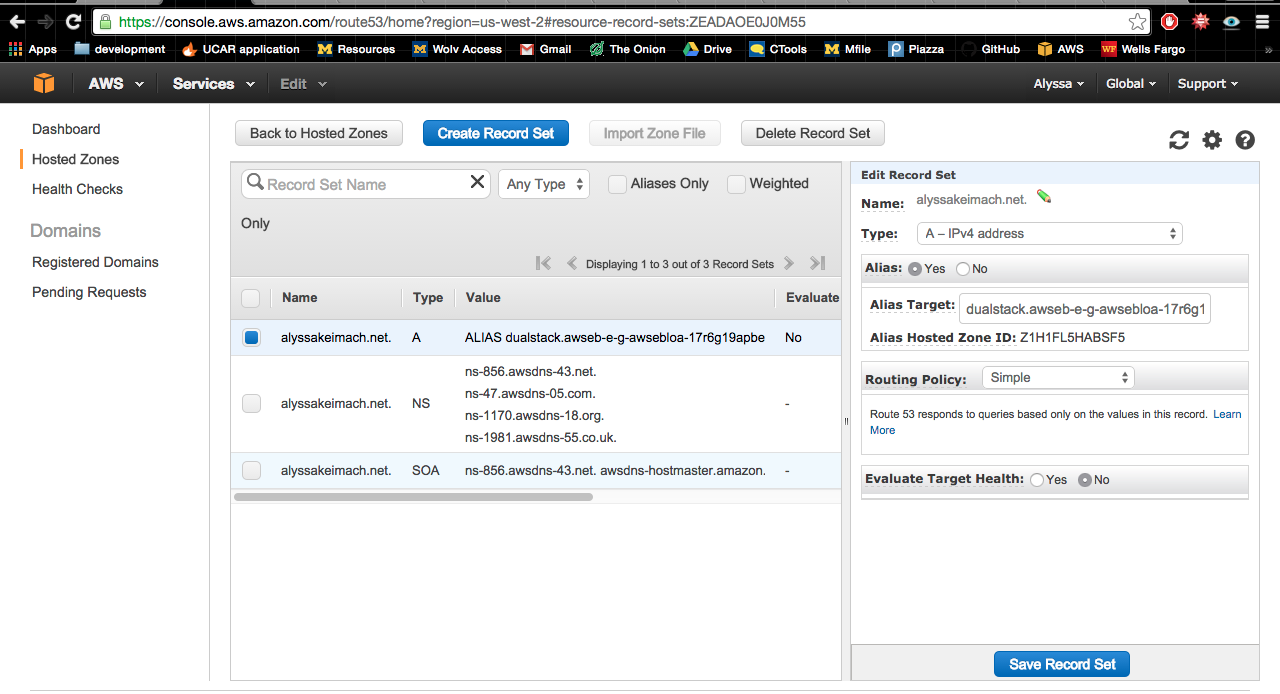 https://console.aws.amazon.com/route53/home?region=us-west-2#resource-record-sets:ZEADAOE0J0M55
Apps development UCAR application Resources Wolv Access Gmail The Onion Drive CTools Mfile Piazza GitHub AWS WF Wells Fargo »
AWS Services Edit Alyssa Global Support
Dashboard
Hosted Zones
Health Checks
Domains
Registered Domains
Pending Requests
Back to Hosted Zones Create Record Set Import Zone File Delete Record Set
Record Set Name Any Type Aliases Only Weighted
Only
Displaying 1 to 3 out of 3 Record Sets
Name Type Value Evaluate
alyssakeimach.net. A ALIAS dualstack.awseb-e-g-awsebloa-17r6g19apbe No
alyssakeimach.net. NS
ns-856.awsdns-43.net.
ns-47.awsdns-05.com.
ns-1170.awsdns-18.org.
ns-1981.awsdns-55.co.uk.
-
alyssakeimach.net. SOA ns-856.awsdns-43.net. awsdns-hostmaster.amazon. -
Edit Record Set
Name: alyssakeimach.net.
Type: A – IPv4 address
Alias: Yes No
Alias Target: dualstack.awseb-e-g-awsebloa-17r6g1
Alias Hosted Zone ID: Z1H1FL5HABSF5
Routing Policy: Simple
Route 53 responds to queries based only on the values in this record. Learn
More
Evaluate Target Health: Yes No
Save Record Set